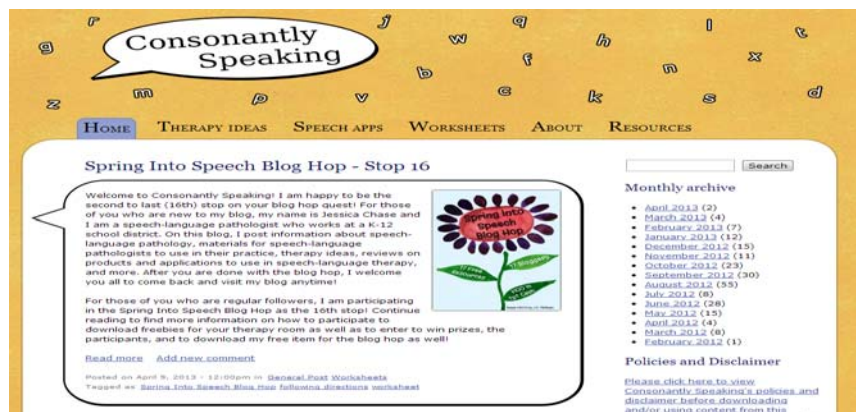 g r j q l t
w h
f x
b n
z m p v c k s d
Consonantly
Speaking
Home Therapy ideas Speech apps Worksheets About Resources
Spring Into Speech Blog Hop - Stop 16
Welcome to Consonantly Speaking! I am happy to be the
second to last (16th) stop on your blog hop quest! For those
of you who are new to my blog, my name is Jessica Chase and
I am a speech-language pathologist who works at a K-12
school district. On this blog, I post information about speech-
language pathology, materials for speech-language
pathologists to use in their practice, therapy ideas, reviews on
products and applications to use in speech-language therapy,
and more. After you are done with the blog hop, I welcome
you all to come back and visit my blog anytime!
For those of you who are regular followers, I am participating
in the Spring Into Speech Blog Hop as the 16th stop! Continue
reading to find more information on how to participate to
download freebies for your therapy room as well as to enter to win prizes, the
participants, and to download my free item for the blog hop as well!
Spring into
Speech
Blog Hop
17 Free
17 Bloggers
Read more Add new comment
Posted on April 9, 2013 - 12:00pm in General Post Worksheets
Tagged as Spring Into Speech Blog Hop following directions worksheet
Search
Monthly archive
April 2013 (2)
March 2013 (4)
February 2013 (7)
January 2013 (12)
December 2012 (15)
November 2012 (11)
October 2012 (23)
September 2012 (30)
August 2012 (55)
July 2012 (8)
June 2012 (28)
May 2012 (15)
April 2012 (4)
March 2012 (8)
February 2012 (1)
Policies and Disclaimer
Please click here to view
Consonantly Speaking's policies and
disclaimer before downloading
and/or using content from this